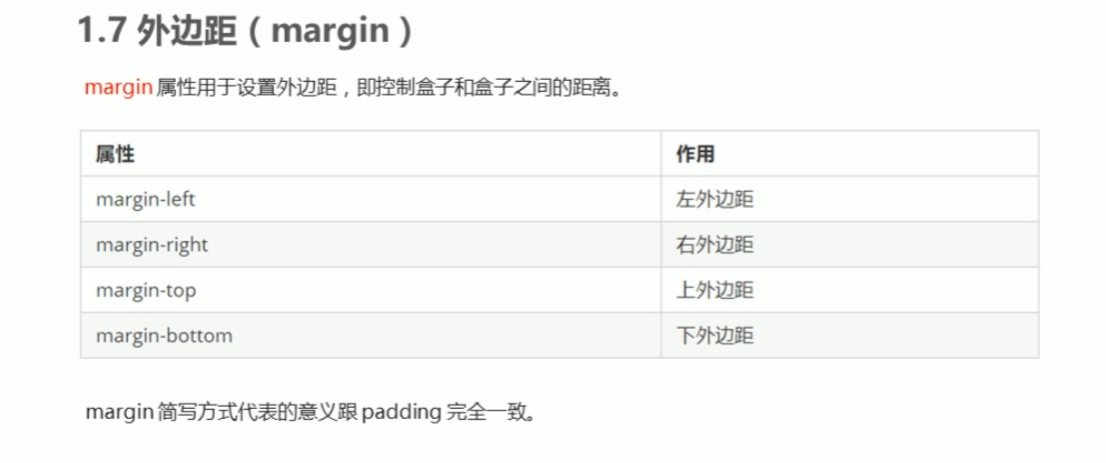 1.7 外边距（margin）
margin 属性用于设置外边距，即控制盒子和盒子之间的距离。
属性 作用
margin-left 左外边距
margin-right 右外边距
margin-top 上外边距
margin-bottom 下外边距
margin 简写方式代表的意义跟 padding 完全一致。